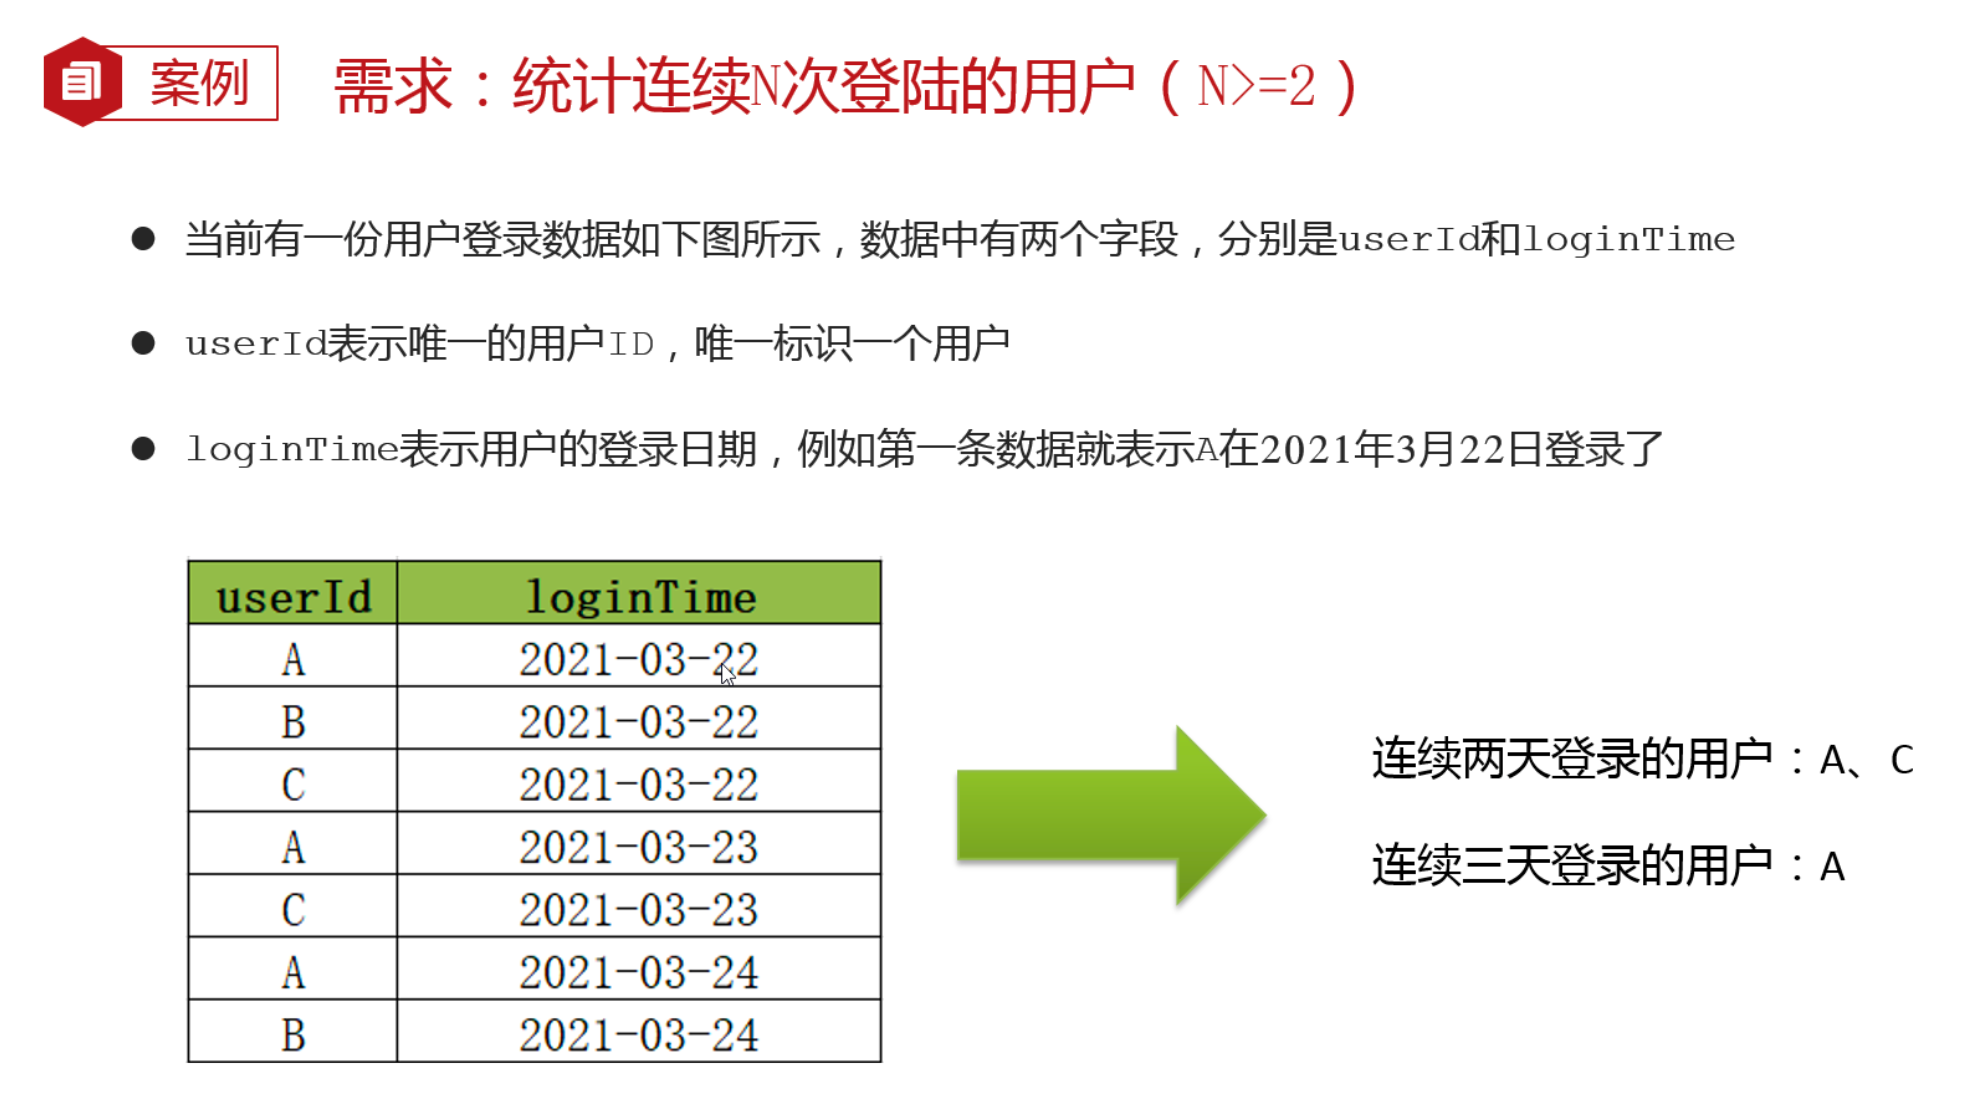 案例
需求：统计连续N次登陆的用户（N>=2）
当前有一份用户登录数据如下图所示，数据中有两个字段，分别是userId和loginTime
userId表示唯一的用户ID，唯一标识一个用户
loginTime表示用户的登录日期，例如第一条数据就表示A在2021年3月22日登录了
userId loginTime
A 2021-03-22
B 2021-03-22
C 2021-03-22
A 2021-03-23
C 2021-03-23
A 2021-03-24
B 2021-03-24
连续两天登录的用户：A、C
连续三天登录的用户：A